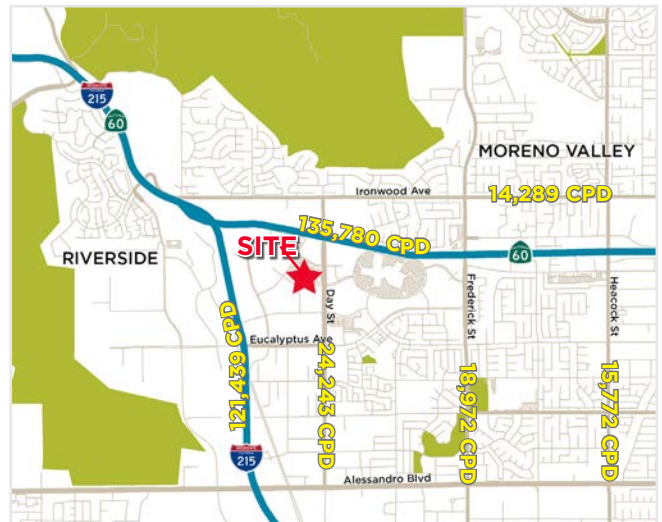 215
60
MORENO VALLEY
Ironwood Ave
14,289 CPD
135,780 CPD
SITE
RIVERSIDE
60
Day St
Frederick St
Heacock St
Eucalyptus Ave
121,439 CPD
24,243 CPD
18,972 CPD
15,772 CPD
215
Alessandro Blvd